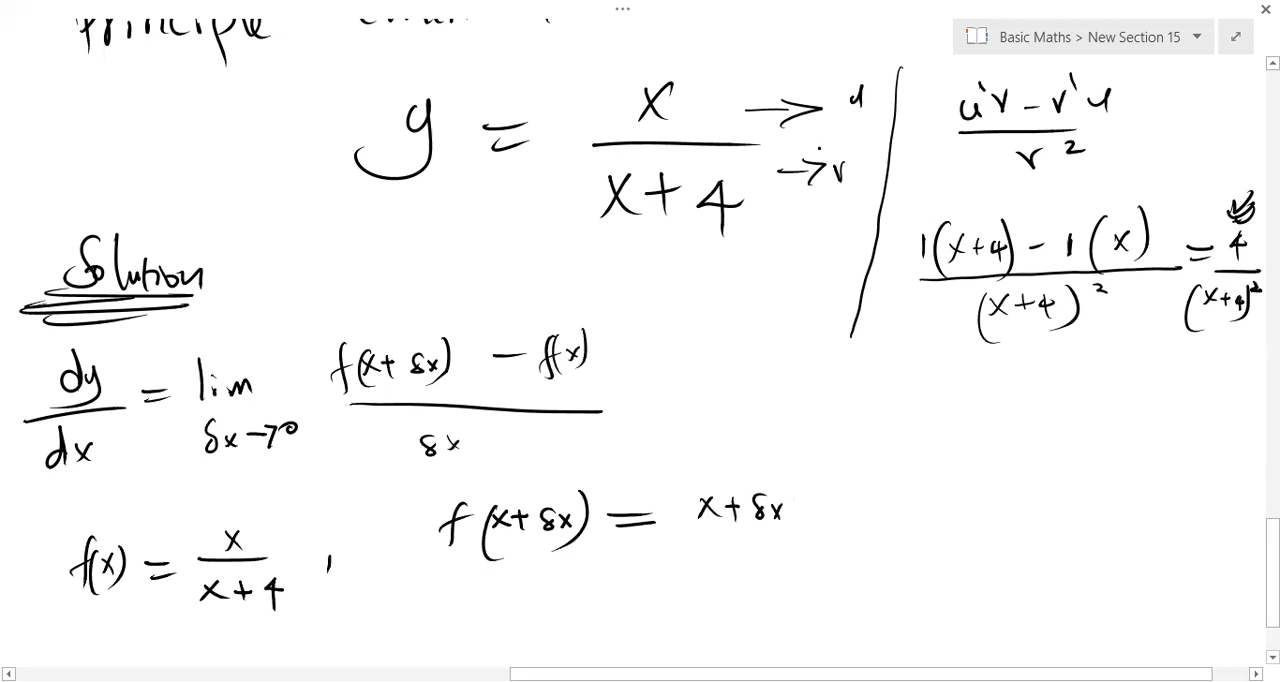 Principle
Basic Maths > New Section 15
y = x/(x+4) → u → v
(u'v - v'u)/v²
(1(x+4) - 1(x))/(x+4)² = 4/(x+4)²
Solution
dy/dx = lim δx→0 (f(x+δx) - f(x))/δx
f(x) = x/(x+4) , f(x+δx) = x+δx